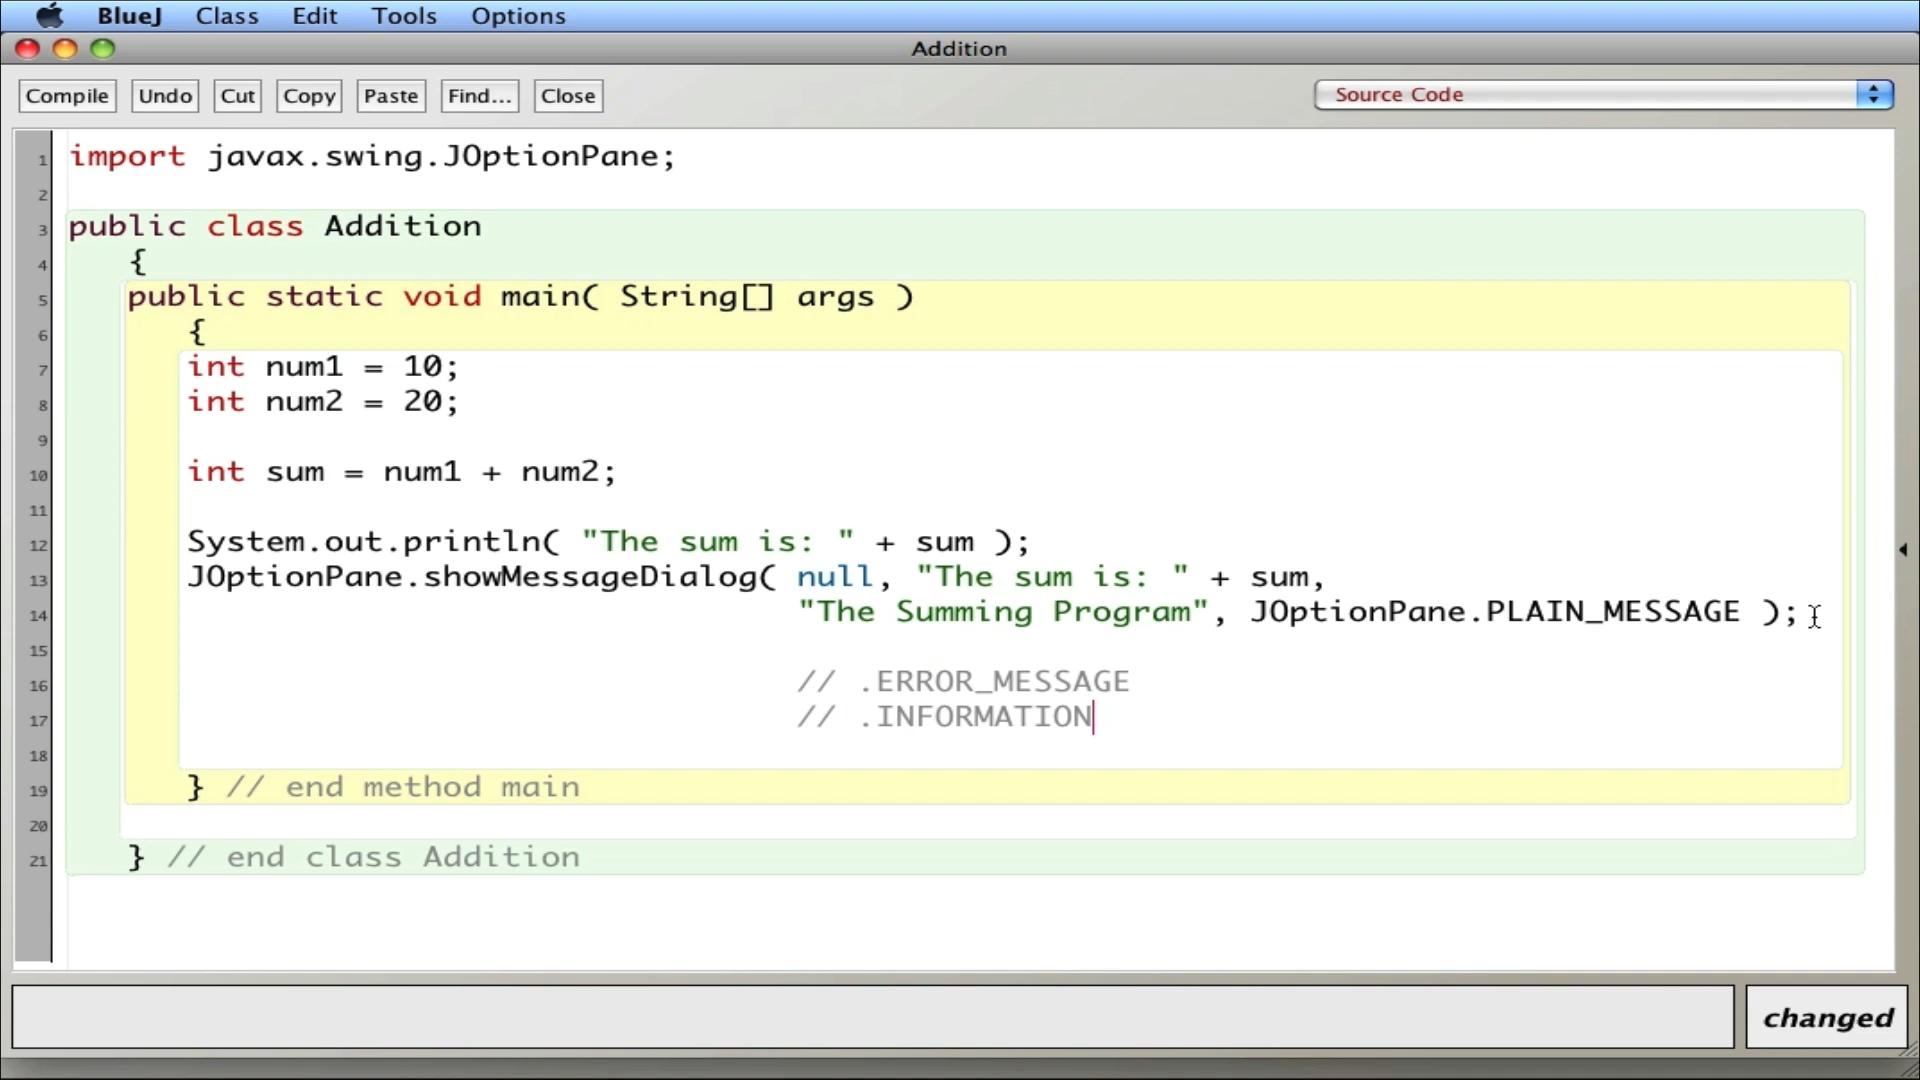 BlueJ Class Edit Tools Options
Addition
Compile Undo Cut Copy Paste Find... Close Source Code
1 import javax.swing.JOptionPane;
2
3 public class Addition
4 {
5 public static void main( String[] args )
6 {
7 int num1 = 10;
8 int num2 = 20;
9
10 int sum = num1 + num2;
11
12 System.out.println( "The sum is: " + sum );
13 JOptionPane.showMessageDialog( null, "The sum is: " + sum,
14 "The Summing Program", JOptionPane.PLAIN_MESSAGE );
15
16 // .ERROR_MESSAGE
17 // .INFORMATION
18
19 } // end method main
20
21 } // end class Addition
changed